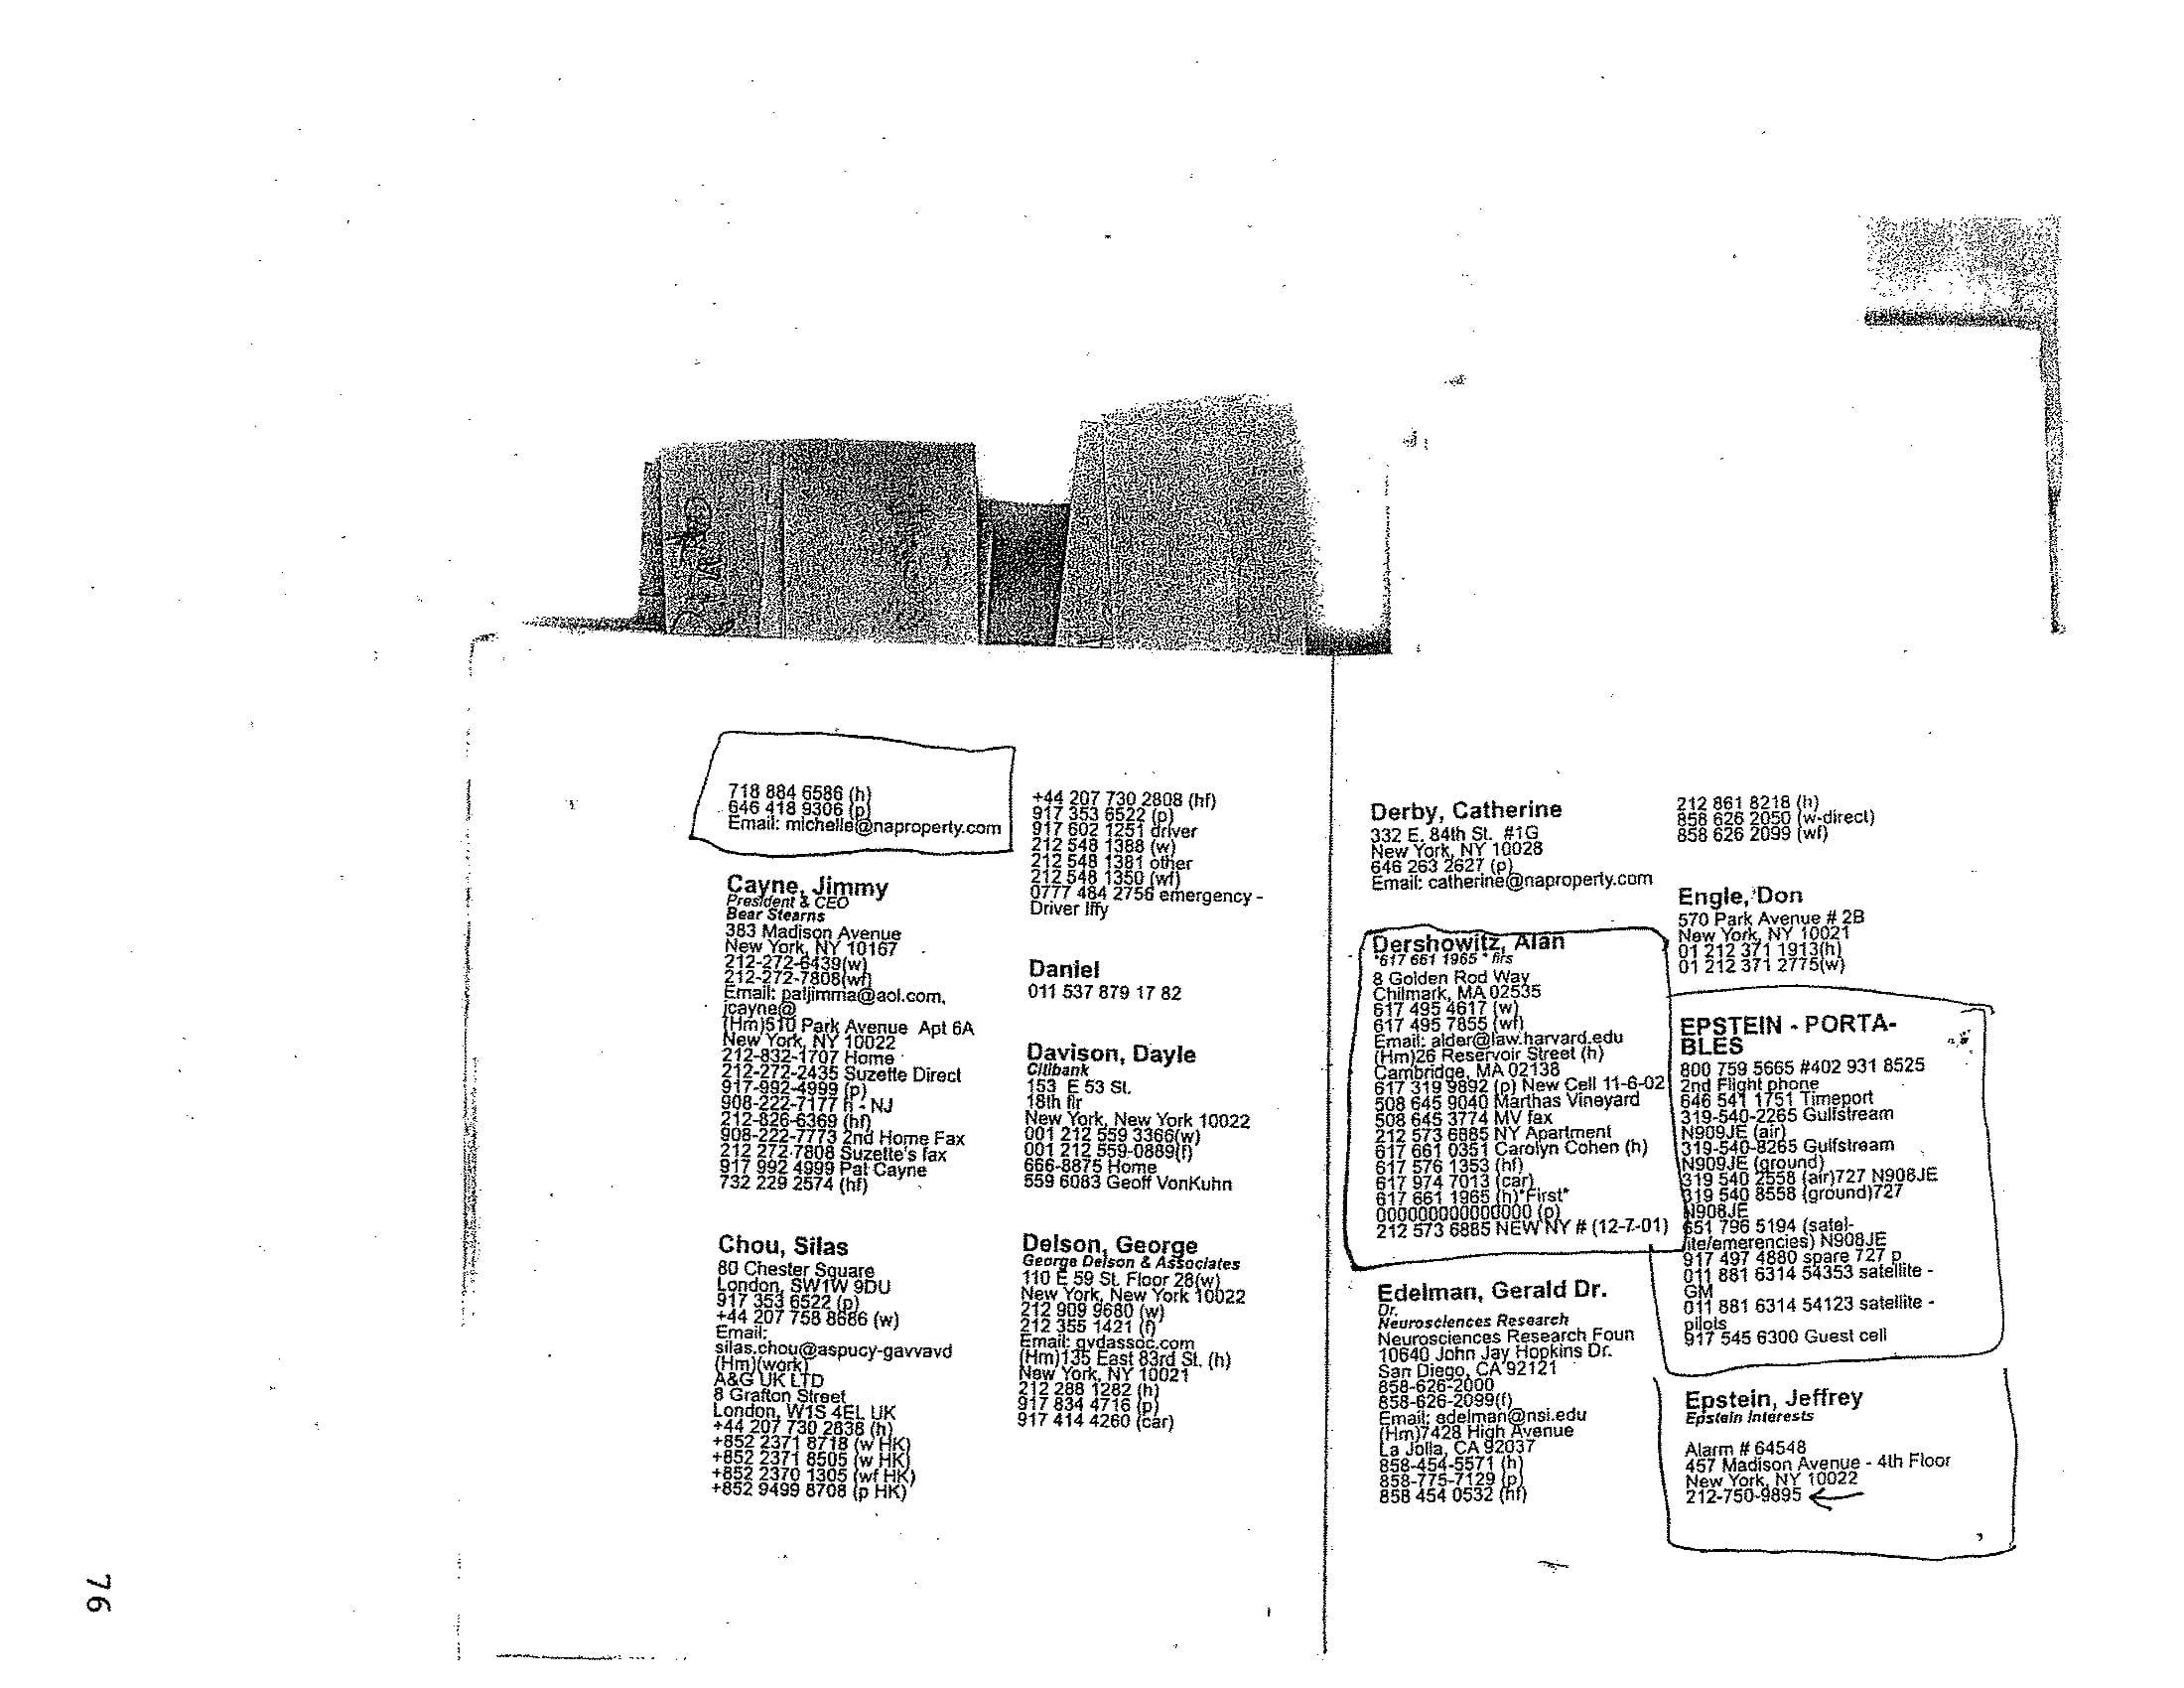 718 884 6586 (h)
646 418 9306 (p)
Email: michelle@naproperty.com
Cayne, Jimmy
President & CEO
Bear Stearns
383 Madison Avenue
New York, NY 10167
212-272-6439(w)
212-272-7808(wf)
Email: patjimma@aol.com,
jcayne@
(Hm)510 Park Avenue Apt 6A
New York, NY 10022
212-832-1707 Home
212-272-2435 Suzette Direct
917-992-4999 (p)
908-222-7177 h - NJ
212-826-6369 (hf)
908-222-7773 2nd Home Fax
212 272-7808 Suzette's fax
917 992 4999 Pat Cayne
732 229 2574 (hf)
Chou, Silas
80 Chester Square
London, SW1W 9DU
917 353 6522 (p)
+44 207 758 8686 (w)
Email:
silas.chou@aspucy-gavvavd
(Hm)(work)
A&G UK LTD
8 Grafton Street
London, W1S 4EL UK
+44 207 730 2838 (h)
+852 2371 8718 (w HK)
+852 2371 8505 (w HK)
+852 2370 1305 (wf HK)
+852 9499 8708 (p HK)
+44 207 730 2808 (hf)
917 353 6522 (p)
917 602 1251 driver
212 548 1388 (w)
212 548 1381 other
212 548 1350 (wf)
0777 484 2756 emergency -
Driver Iffy
Daniel
011 537 879 17 82
Davison, Dayle
Citibank
153 E 53 St.
18th flr
New York, New York 10022
001 212 559 3366(w)
001 212 559-0889(f)
666-8875 Home
559 6083 Geoff VonKuhn
Delson, George
George Delson & Associates
110 E 59 St. Floor 28(w)
New York, New York 10022
212 909 9680 (w)
212 355 1421 (f)
Email: gvdassoc.com
(Hm)135 East 83rd St. (h)
New York, NY 10021
212 288 1282 (h)
917 834 4716 (p)
917 414 4260 (car)
Derby, Catherine
332 E. 84th St. #1G
New York, NY 10028
646 263 2627 (p)
Email: catherine@naproperty.com
Dershowitz, Alan
*617 661 1965 * firs
8 Golden Rod Way
Chilmark, MA 02535
617 495 4617 (w)
617 495 7855 (wf)
Email: alder@law.harvard.edu
(Hm)26 Reservoir Street (h)
Cambridge, MA 02138
617 319 9892 (p) New Cell 11-6-02
508 645 9040 Marthas Vineyard
508 645 3774 MV fax
212 573 6885 NY Apartment
617 661 0351 Carolyn Cohen (h)
617 576 1353 (hf)
617 974 7013 (car)
617 661 1965 (h)*First*
000000000000000 (p)
212 573 6885 NEW NY # (12-7-01)
Edelman, Gerald Dr.
Dr.
Neurosciences Research
Neurosciences Research Foun
10640 John Jay Hopkins Dr.
San Diego, CA 92121
858-626-2000
858-626-2099(f)
Email: edelman@nsi.edu
(Hm)7428 High Avenue
La Jolla, CA 92037
858-454-5571 (h)
858-775-7129 (p)
858 454 0532 (hf)
212 861 8218 (h)
858 626 2050 (w-direct)
858 626 2099 (wf)
Engle, Don
570 Park Avenue # 2B
New York, NY 10021
01 212 371 1913(h)
01 212 371 2775(w)
EPSTEIN - PORTA-
BLES
800 759 5665 #402 931 8525
2nd Flight phone
646 541 1751 Timeport
319-540-2265 Gulfstream
N909JE (air)
319-540-8265 Gulfstream
N909JE (ground)
319 540 2558 (air)727 N908JE
319 540 8558 (ground)727
N908JE
651 796 5194 (satel-
lite/emerencies) N908JE
917 497 4880 spare 727 p
011 881 6314 54353 satellite -
GM
011 881 6314 54123 satellite -
pilots
917 545 6300 Guest cell
Epstein, Jeffrey
Epstein Interests
Alarm # 64548
457 Madison Avenue - 4th Floor
New York, NY 10022
212-750-9895
76